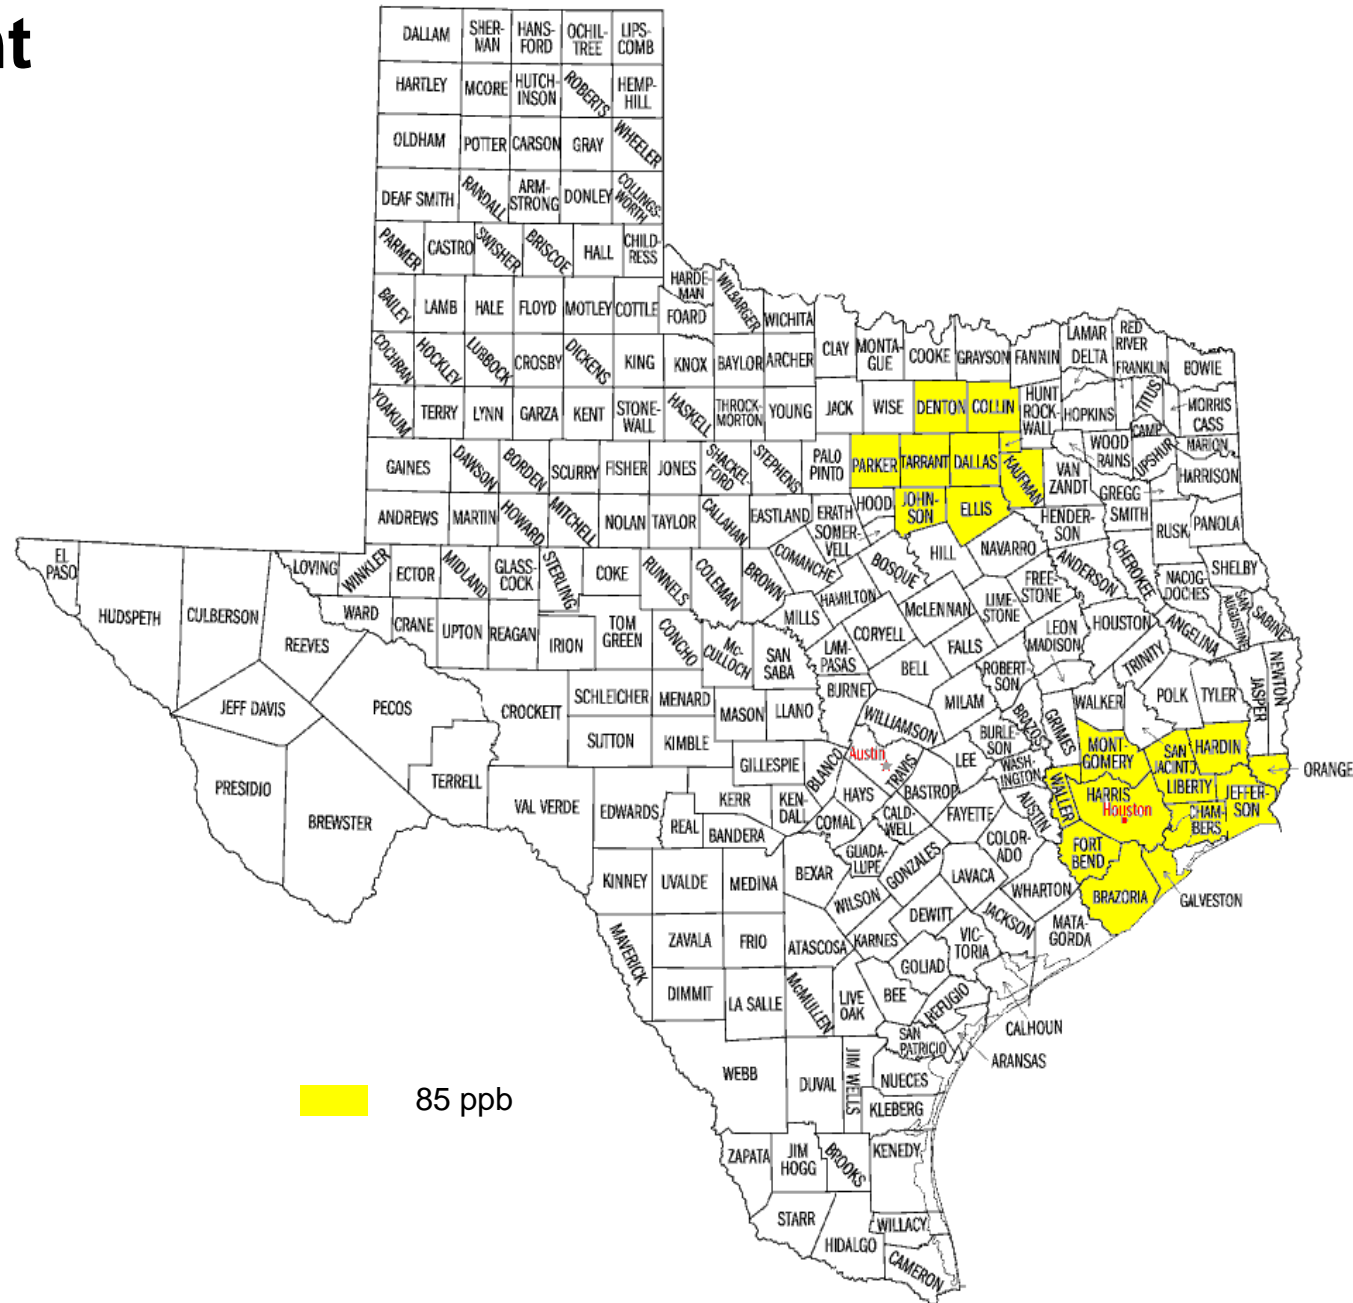 nt
DALLAM
SHER-
MAN
HANS-
FORD
OCHIL-
TREE
LIPS-
COMB
HARTLEY
MOORE
HUTCH-
INSON
ROBERTS
HEMP-
HILL
OLDHAM
POTTER
CARSON
GRAY
WHEELER
DEAF SMITH
RANDALL
ARM-
STRONG
DONLEY
COLLINGS-
WORTH
PARMER
CASTRO
SWISHER
BRISCOE
HALL
CHILD-
RESS
BAILEY
LAMB
HALE
FLOYD
MOTLEY
COTTLE
HARDE-
MAN
FOARD
WILBARGER
WICHITA
COCHRAN
HOCKLEY
LUBBOCK
CROSBY
DICKENS
KING
KNOX
BAYLOR
ARCHER
CLAY
MONTA-
GUE
COOKE
GRAYSON
FANNIN
LAMAR
DELTA
RED
RIVER
FRANKLIN
BOWIE
YOAKUM
TERRY
LYNN
GARZA
KENT
STONE-
WALL
HASKELL
THROCK-
MORTON
YOUNG
JACK
WISE
DENTON
COLLIN
HUNT
ROCK-
WALL
HOPKINS
TITUS
MORRIS
CASS
CAMP
MARION
GAINES
DAWSON
BORDEN
SCURRY
FISHER
JONES
SHACKEL-
FORD
STEPHENS
PALO
PINTO
PARKER
TARRANT
DALLAS
KAUFMAN
VAN
ZANDT
WOOD
RAINS
UPSHUR
HARRISON
GREGG
SMITH
RUSK
PANOLA
ANDREWS
MARTIN
HOWARD
MITCHELL
NOLAN
TAYLOR
CALLAHAN
EASTLAND
ERATH
SOMER-
VELL
HOOD
JOHN-
SON
ELLIS
HENDER-
SON
EL
PASO
HUDSPETH
CULBERSON
REEVES
LOVING
WINKLER
ECTOR
MIDLAND
GLASS-
COCK
STERLING
COKE
RUNNELS
COLEMAN
BROWN
COMANCHE
BOSQUE
HILL
NAVARRO
ANDERSON
CHEROKEE
NACOG-
DOCHES
SHELBY
SAN
AUGUSTINE
SABINE
WARD
CRANE
UPTON
REAGAN
IRION
TOM
GREEN
CONCHO
MC-
CULLOCH
SAN
SABA
MILLS
HAMILTON
CORYELL
McLENNAN
LIME-
STONE
FREE-
STONE
LEON
MADISON
HOUSTON
ANGELINA
TRINITY
LAM-
PASAS
BELL
FALLS
ROBERT
SON
POLK
TYLER
JASPER
NEWTON
JEFF DAVIS
PECOS
CROCKETT
SCHLEICHER
MENARD
MASON
LLANO
BURNET
WILLIAMSON
MILAM
BRAZOS
GRIMES
WALKER
SUTTON
KIMBLE
GILLESPIE
BLANCO
Austin
TRAVIS
LEE
BURLE-
SON
WASH-
INGTON
MONT-
GOMERY
SAN
JACINTO
HARDIN
ORANGE
PRESIDIO
BREWSTER
TERRELL
VAL VERDE
EDWARDS
KERR
REAL
BANDERA
KEN-
DALL
HAYS
COMAL
CALD-
WELL
BASTROP
FAYETTE
AUSTIN
WALLER
HARRIS
Houston
LIBERTY
JEFFER-
SON
CHAM-
BERS
KINNEY
UVALDE
MEDINA
BEXAR
GUADA-
LUPE
GONZALES
LAVACA
COLOR-
ADO
FORT
BEND
WHARTON
BRAZORIA
GALVESTON
MAVERICK
ZAVALA
FRIO
ATASCOSA
WILSON
KARNES
DEWITT
JACKSON
MATA-
GORDA
VIC-
TORIA
GOLIAD
DIMMIT
LA SALLE
McMULLEN
LIVE
OAK
BEE
REFUGIO
CALHOUN
ARANSAS
SAN
PATRICIO
WEBB
DUVAL
JIM WELLS
NUECES
KLEBERG
85 ppb
ZAPATA
JIM
HOGG
BROOKS
KENEDY
STARR
HIDALGO
WILLACY
CAMERON